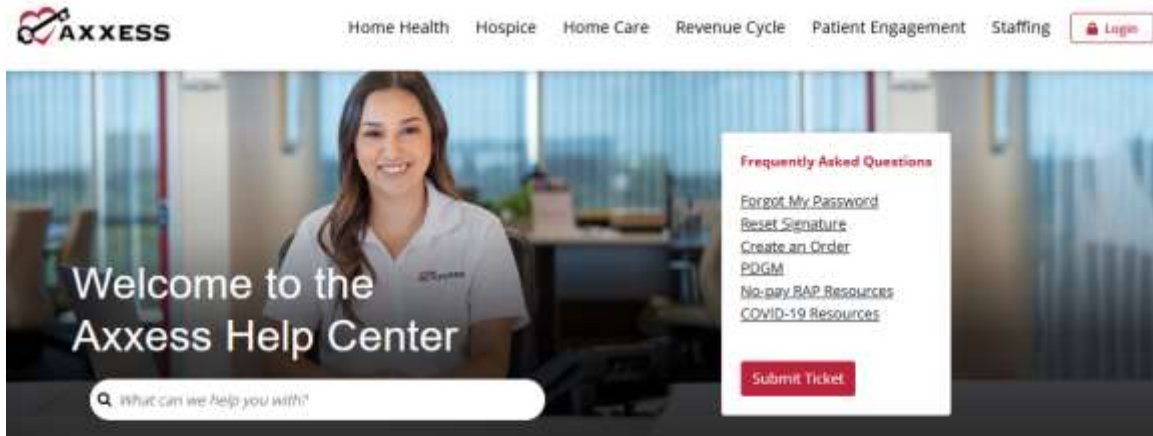 AXXESS
Home Health Hospice Home Care Revenue Cycle Patient Engagement Staffing Login
Frequently Asked Questions
Forgot My Password
Reset Signature
Create an Order
PDGM
No-pay RAP Resources
COVID-19 Resources
Submit Ticket
Welcome to the
Axxess Help Center
What can we help you with?